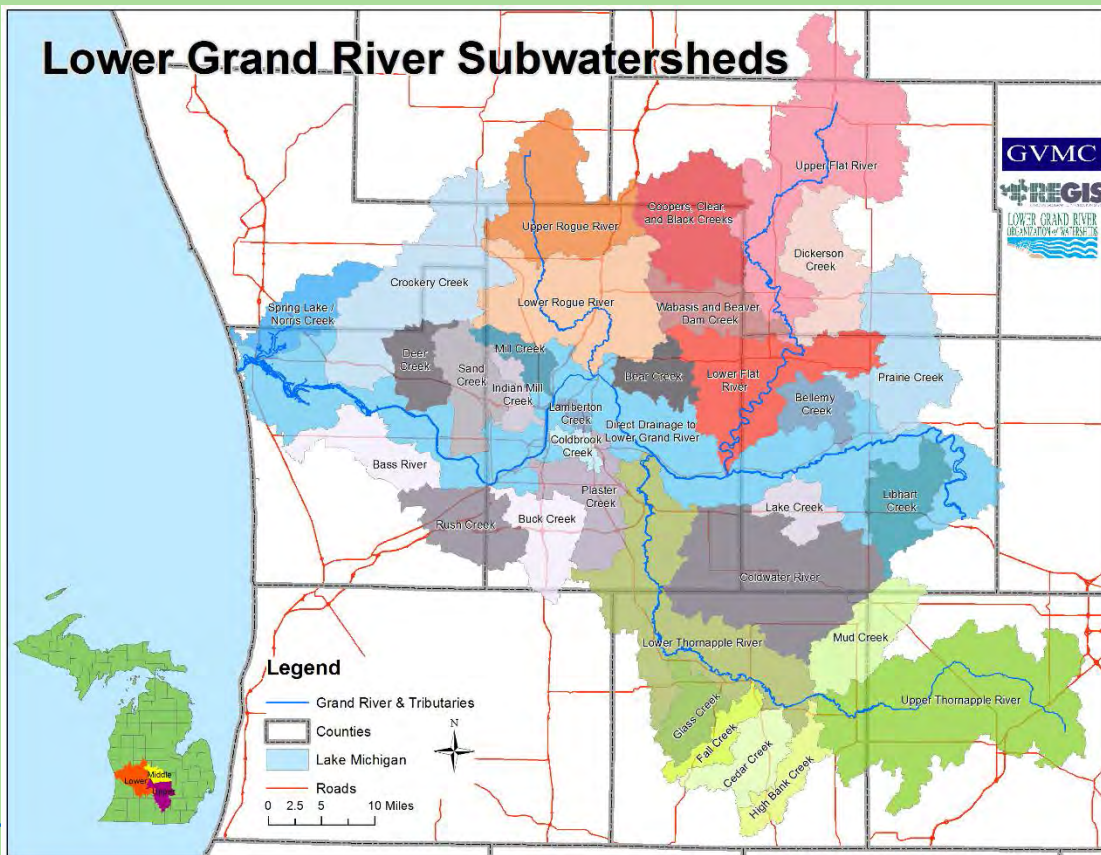 Lower Grand River Subwatersheds
GVMC
REGIS
LOWER GRAND RIVER
ORGANIZATION of WATERSHEDS
Upper Flat River
Coopers, Clear,
and Black Creeks
Upper Rogue River
Dickerson
Creek
Crockery Creek
Spring Lake /
Norris Creek
Lower Rogue River
Wabasis and Beaver
Dam Creek
Deer
Creek
Sand
Creek
Mill Creek
Indian Mill
Creek
Bear Creek
Lower Flat
River
Prairie Creek
Bellemy
Creek
Lamberton
Creek
Direct Drainage to
Lower Grand River
Coldbrook
Creek
Bass River
Plaster
Creek
Libhart
Creek
Lake Creek
Rush Creek
Buck Creek
Coldwater River
Lower Thornapple River
Mud Creek
Upper Thornapple River
Glass Creek
Fall Creek
Cedar Creek
High Bank Creek
Legend
Grand River & Tributaries
Counties
Lake Michigan
Roads
N
0 2.5 5 10 Miles
Lower
Middle
Upper